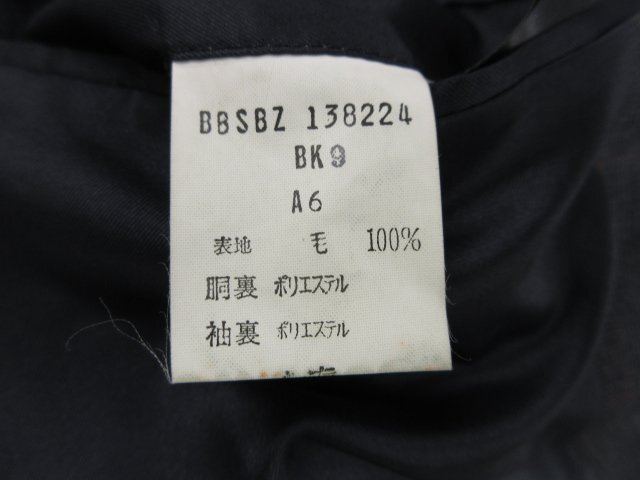 BBSBZ 138224
BK9
A6
表地 毛 100%
胴裏 ポリエステル
袖裏 ポリエステル